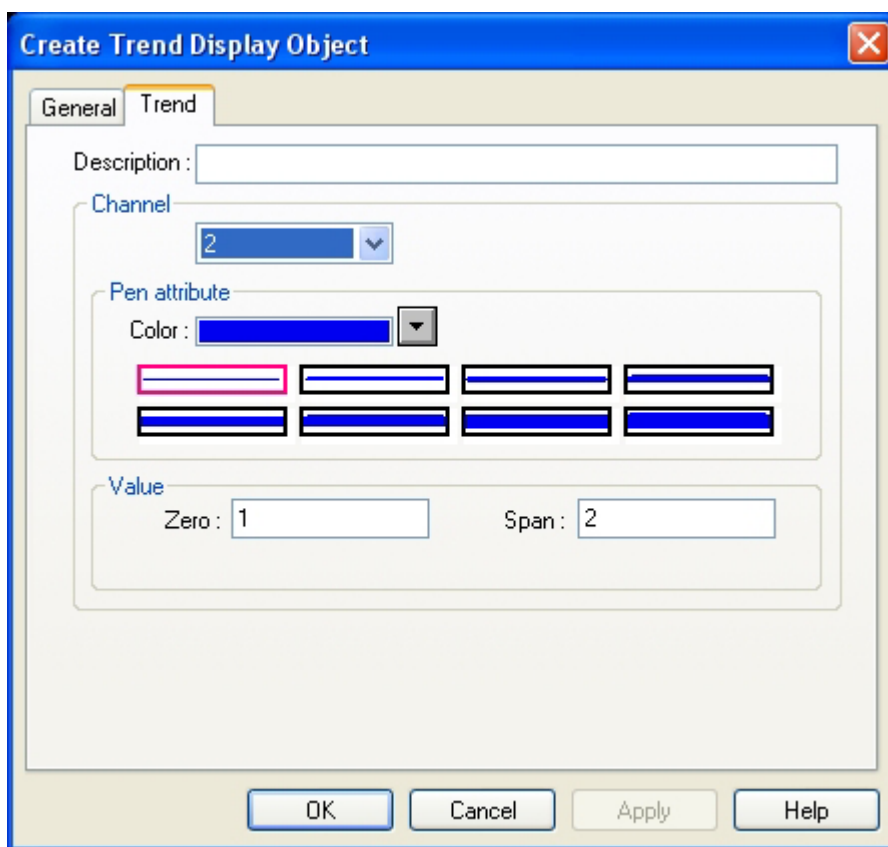 Create Trend Display Object
General Trend
Description :
Channel
2
Pen attribute
Color :
Value
Zero : 1 Span : 2
OK Cancel Apply Help